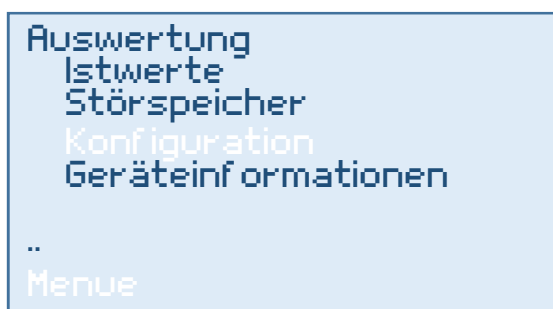 Auswertung
Istwerte
Störspeicher
Konfiguration
Geräteinformationen
..
Menue